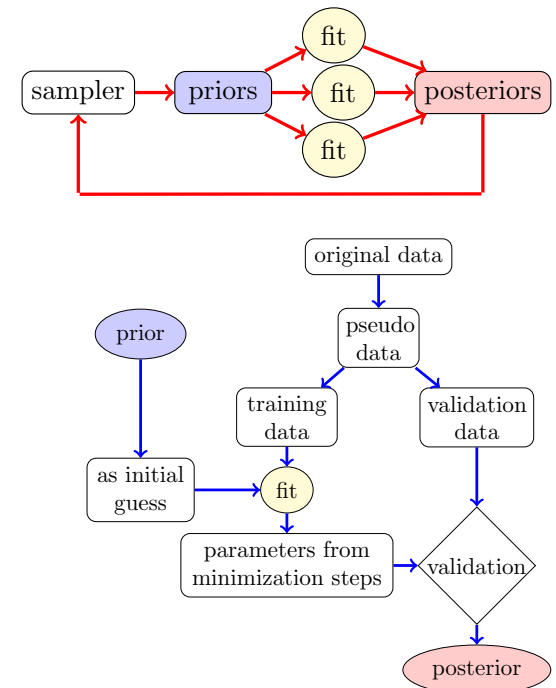 fit
sampler
priors
fit
posteriors
fit
original data
prior
pseudo
data
training
data
validation
data
as initial
guess
fit
parameters from
minimization steps
validation
posterior